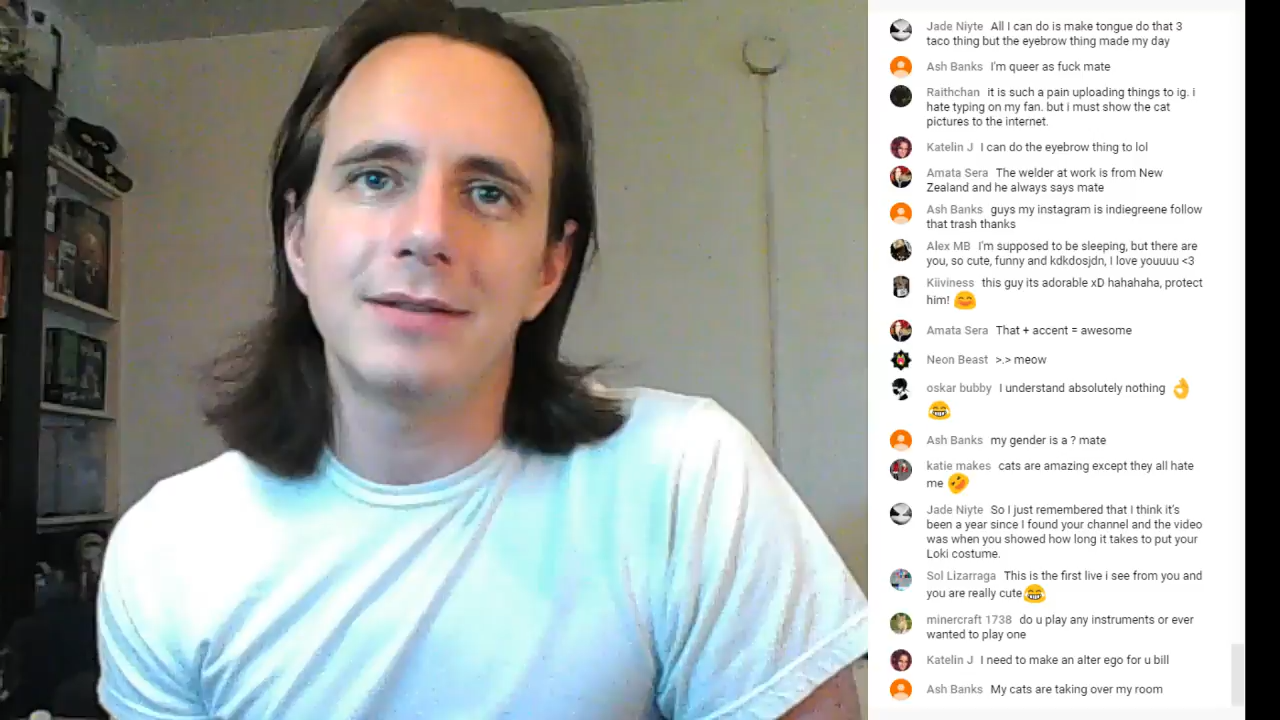 Jade Niyte All I can do is make tongue do that 3
taco thing but the eyebrow thing made my day
Ash Banks I'm queer as fuck mate
Raithchan it is such a pain uploading things to ig. i
hate typing on my fan. but i must show the cat
pictures to the internet.
Katelin J I can do the eyebrow thing to lol
Amata Sera The welder at work is from New
Zealand and he always says mate
Ash Banks guys my instagram is indiegreene follow
that trash thanks
Alex MB I'm supposed to be sleeping, but there are
you, so cute, funny and kdkdosjdn, I love youuuu <3
Kiiviness this guy its adorable xD hahahaha, protect
him! 😊
Amata Sera That + accent = awesome
Neon Beast >.> meow
oskar bubby I understand absolutely nothing 👌
😂
Ash Banks my gender is a ? mate
katie makes cats are amazing except they all hate
me 🤣
Jade Niyte So I just remembered that I think it's
been a year since I found your channel and the video
was when you showed how long it takes to put your
Loki costume.
Sol Lizarraga This is the first live i see from you and
you are really cute😂
minercraft 1738 do u play any instruments or ever
wanted to play one
Katelin J I need to make an alter ego for u bill
Ash Banks My cats are taking over my room